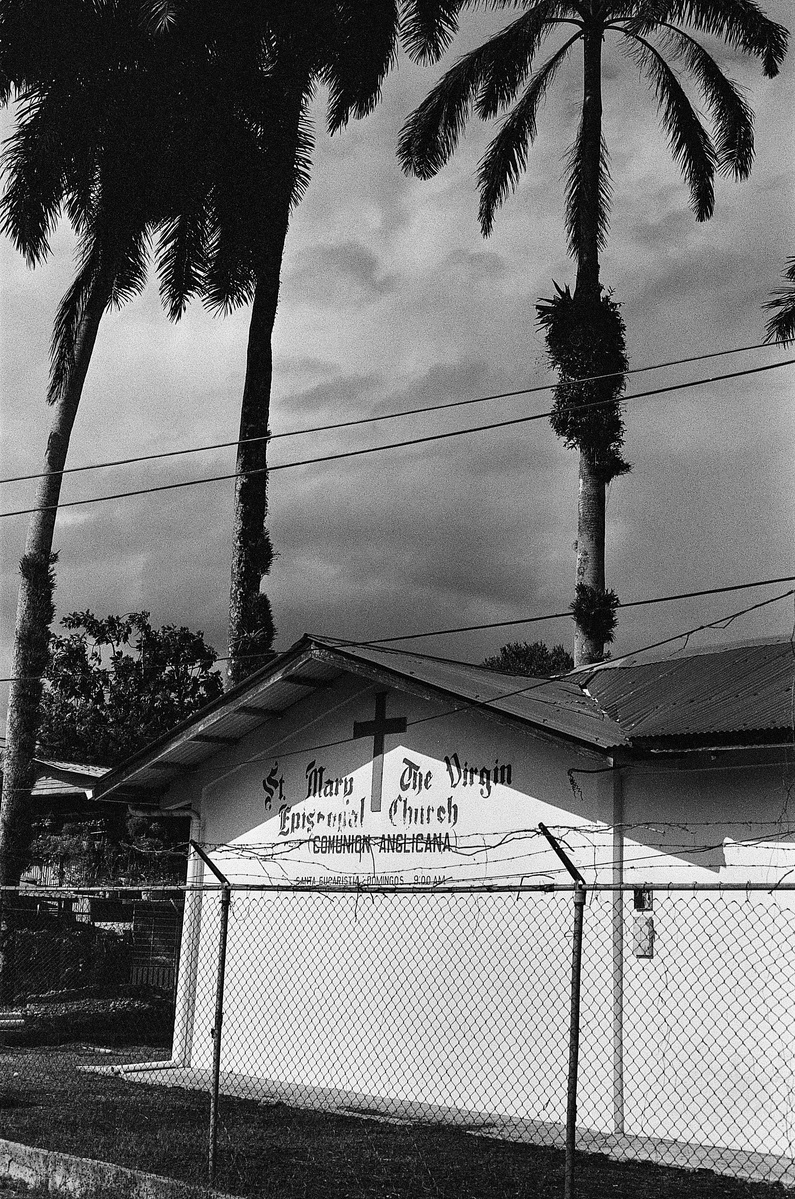 St. Mary The Virgin
Episcopal Church
COMUNION ANGLICANA
SANTA EUCARISTIA: DOMINGOS 9:00 AM